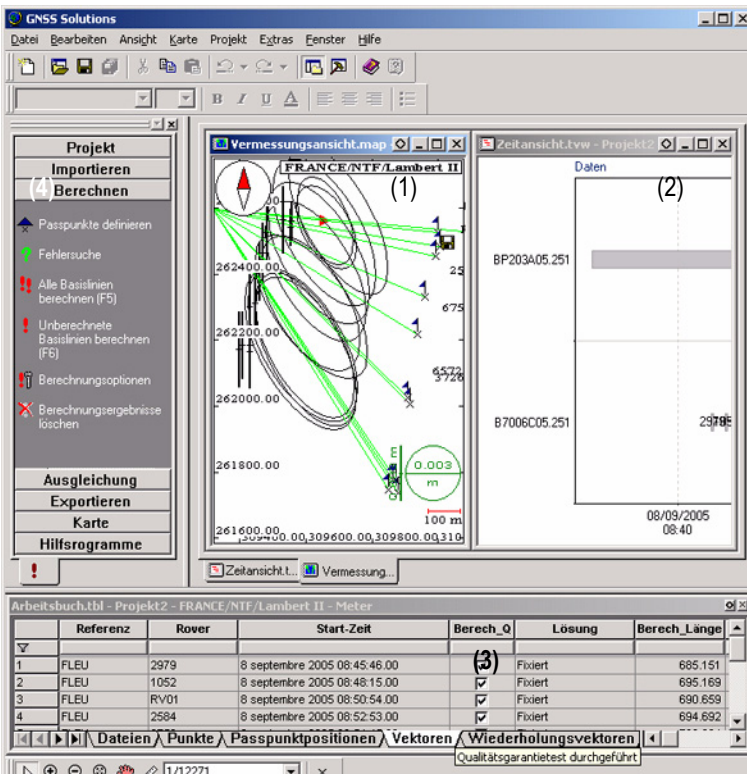 GNSS Solutions
Datei Bearbeiten Ansicht Karte Projekt Extras Fenster Hilfe
B I U A
Projekt
Importieren
(4)
Berechnen
Passpunkte definieren
Fehlersuche
Alle Basislinien
berechnen (F5)
Unberechnete
Basislinien berechnen
(F6)
Berechnungsoptionen
Berechnungsergebnisse
löschen
Ausgleichung
Exportieren
Karte
Hilfsrogramme
Vermessungsansicht.map
FRANCE/NTF/Lambert II
(1)
262400.00
262200.00
262000.00
261800.00
261600.00
25
675
0.003
m
100 m
309600.00
309800.00
310
Zeitansicht.tvw - Projekt2
Daten
(2)
BP203A05.251
B7006C05.251
08/09/2005
08:40
Zeitansicht.t...
Vermessung...
Arbeitsbuch.tbl - Projekt2 - FRANCE/NTF/Lambert II - Meter
Referenz Rover Start-Zeit Berech_Q Lösung Berech_Länge
(3)
1 FLEU 2979 8 septembre 2005 08:45:46.00 Fixiert 685.151
2 FLEU 1052 8 septembre 2005 08:48:15.00 Fixiert 695.169
3 FLEU RV01 8 septembre 2005 08:50:54.00 Fixiert 690.659
4 FLEU 2584 8 septembre 2005 08:52:53.00 Fixiert 694.692
Dateien Punkte Passpunktpositionen Vektoren Wiederholungsvektoren
Qualitätsgarantietest durchgeführt
1/12271